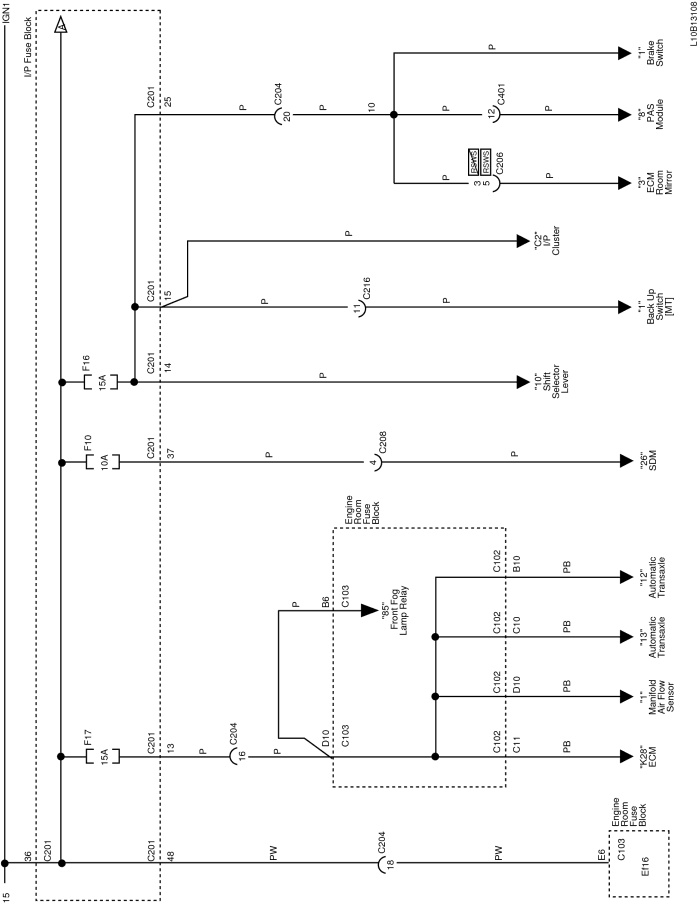 IGN1
15
I/P Fuse Block
A
36
C201
C201
48
PW
C204
18
PW
E6
Engine
Room
Fuse
Block
C103
Ef16
F17
15A
C201
13
P
C204
16
P
D10
C103
P
B6
C103
Engine
Room
Fuse
Block
"85"
Front Fog
Lamp Relay
C102
C11
PB
"K28"
ECM
C102
D10
PB
"1"
Manifold
Air Flow
Sensor
C102
C10
PB
"13"
Automatic
Transaxle
C102
B10
PB
"12"
Automatic
Transaxle
F10
10A
C201
37
P
C208
4
P
"26"
SDM
F16
15A
C201
14
P
"10"
Shift
Selector
Lever
C201
15
P
C216
11
P
"1"
Back Up
Switch
[MT]
P
"C2"
I/P
Cluster
C201
25
P
C204
20
P
10
P
RSWS
RSWS
3
5
C206
P
"3"
ECM
Room
Mirror
P
12
C401
P
"8"
PAS
Module
P
"1"
Brake
Switch
L10B13108